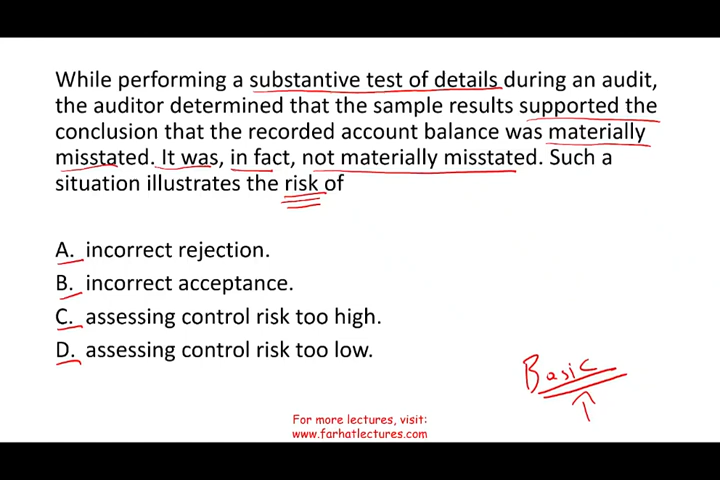 While performing a substantive test of details during an audit,
the auditor determined that the sample results supported the
conclusion that the recorded account balance was materially
misstated. It was, in fact, not materially misstated. Such a
situation illustrates the risk of
A. incorrect rejection.
B. incorrect acceptance.
C. assessing control risk too high.
D. assessing control risk too low.
Basic
For more lectures, visit:
www.farhatlectures.com